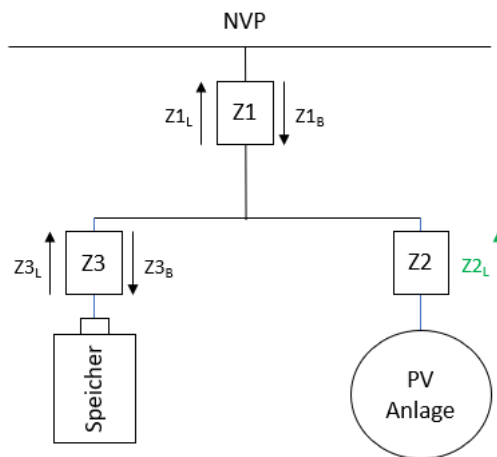 NVP
Z1L
Z1
Z1B
Z3L
Z3
Z3B
Z2
Z2L
Speicher
PV
Anlage